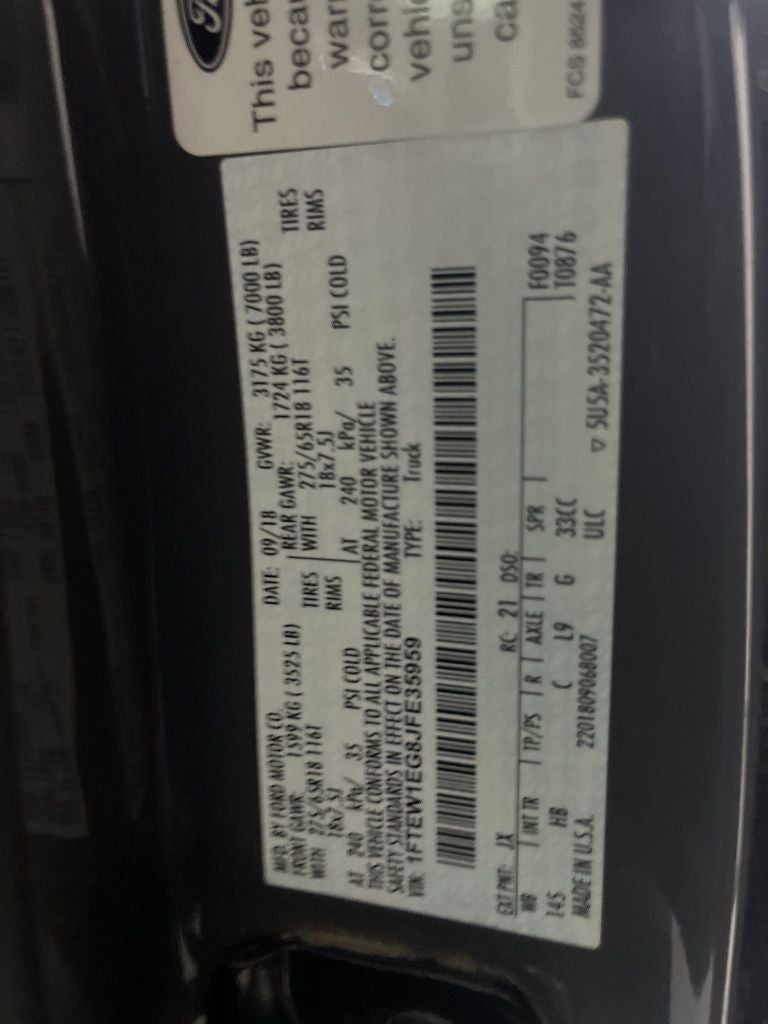 This veh
becau
warr
corre
vehic
uns
ca
FCS 8524
MFD. BY FORD MOTOR CO.
DATE: 09/18 GVWR: 3175 KG ( 7000 LB)
FRONT GAWR: 1599 KG ( 3525 LB) REAR GAWR: 1724 KG ( 3800 LB)
WITH 275/65R18 116T TIRES WITH 275/65R18 116T TIRES
18x7.5J RIMS 18x7.5J RIMS
AT 240 kPa/ 35 PSI COLD AT 240 kPa/ 35 PSI COLD
THIS VEHICLE CONFORMS TO ALL APPLICABLE FEDERAL MOTOR VEHICLE
SAFETY STANDARDS IN EFFECT ON THE DATE OF MANUFACTURE SHOWN ABOVE.
VIN: 1FTEW1EG8JFE35959 TYPE: Truck
EXT PNT: JX RC: 21 DSO: F0094
WB INT TR TP/PS R AXLE TR SPR T0876
145 HB C L9 G 33CC
MADE IN U.S.A. 2201809068007 ULC ▽ 5U5A-3520472-AA